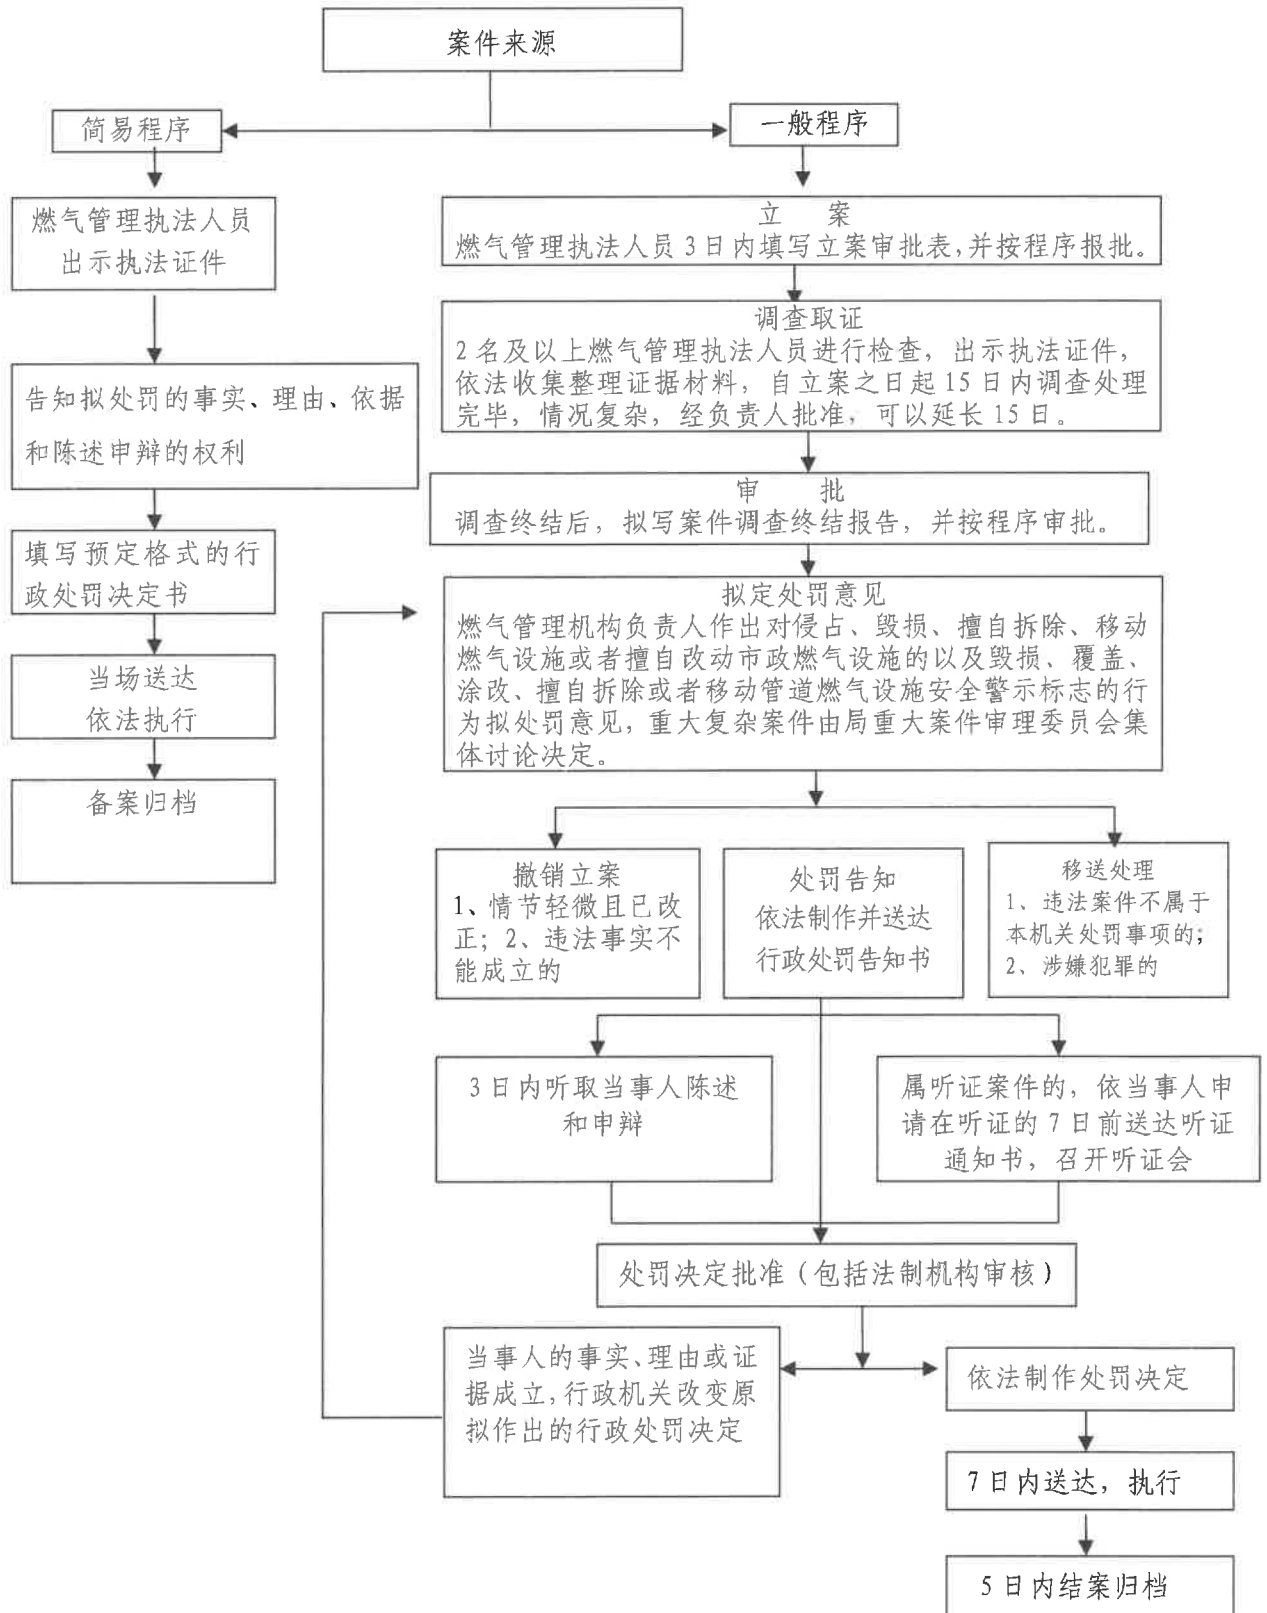 案件来源
简易程序
一般程序
燃气管理执法人员
出示执法证件
告知拟处罚的事实、理由、依据
和陈述申辩的权利
填写预定格式的行
政处罚决定书
当场送达
依法执行
备案归档
立 案
燃气管理执法人员3日内填写立案审批表,并按程序报批。
调查取证
2名及以上燃气管理执法人员进行检查，出示执法证件，
依法收集整理证据材料，自立案之日起15日内调查处理
完毕，情况复杂，经负责人批准，可以延长15日。
审 批
调查终结后，拟写案件调查终结报告，并按程序审批。
拟定处罚意见
燃气管理机构负责人作出对侵占、毁损、擅自拆除、移动
燃气设施或者擅自改动市政燃气设施的以及毁损、覆盖、
涂改、擅自拆除或者移动管道燃气设施安全警示标志的行
为拟处罚意见，重大复杂案件由局重大案件审理委员会集
体讨论决定。
撤销立案
1、情节轻微且已改
正；2、违法事实不
能成立的
处罚告知
依法制作并送达
行政处罚告知书
移送处理
1、违法案件不属于
本机关处罚事项的；
2、涉嫌犯罪的
3日内听取当事人陈述
和申辩
属听证案件的，依当事人申
请在听证的7日前送达听证
通知书，召开听证会
处罚决定批准（包括法制机构审核）
当事人的事实、理由或证
据成立,行政机关改变原
拟作出的行政处罚决定
依法制作处罚决定
7日内送达，执行
5日内结案归档